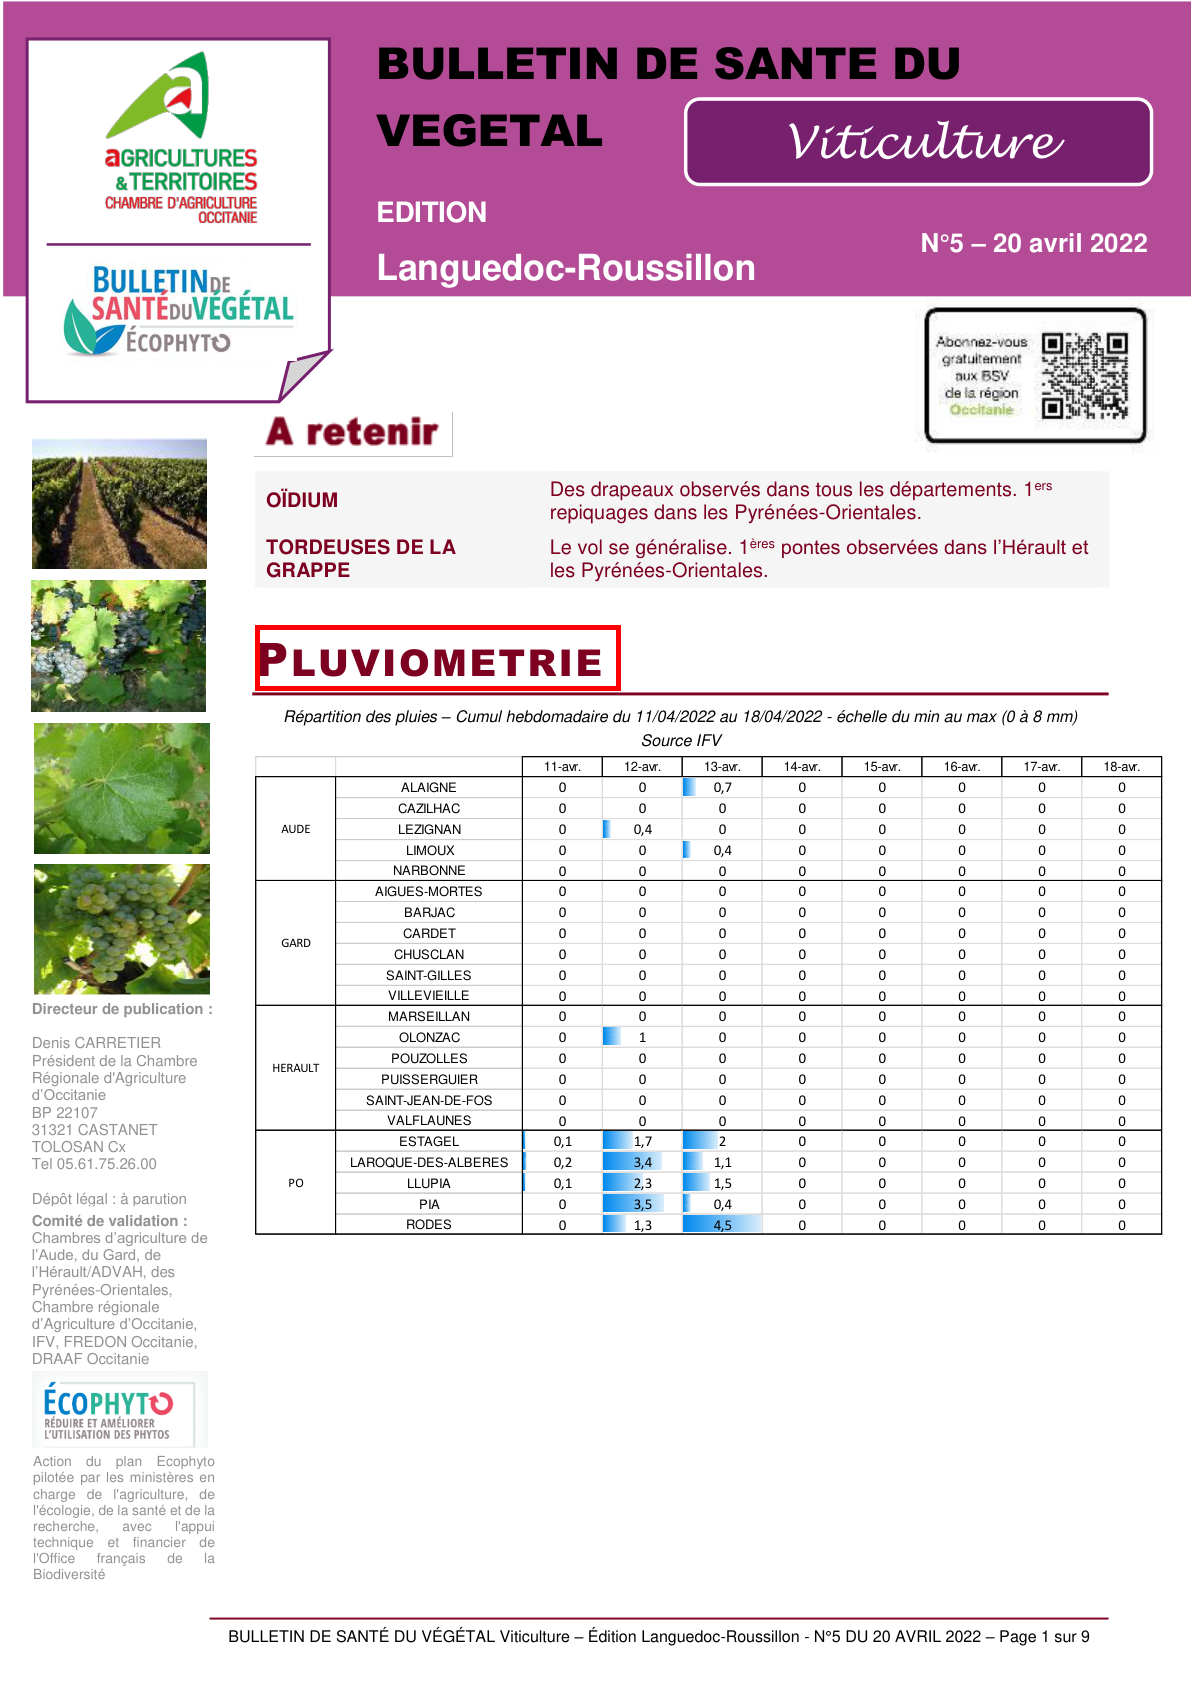 BULLETIN DE SANTE DU
VEGETAL
Viticulture
EDITION
Languedoc-Roussillon
N°5 – 20 avril 2022
aGRICULTURES
&TERRITOIRES
CHAMBRE D'AGRICULTURE
OCCITANIE
BULLETIN DE
SANTÉ DU VÉGÉTAL
ÉCOPHYTO
Abonnez-vous
gratuitement
aux BSV
de la région
Occitanie
A retenir
OÏDIUM
Des drapeaux observés dans tous les départements. 1ers
repiquages dans les Pyrénées-Orientales.
TORDEUSES DE LA
GRAPPE
Le vol se généralise. 1ères pontes observées dans l'Hérault et
les Pyrénées-Orientales.
PLUVIOMETRIE
Répartition des pluies – Cumul hebdomadaire du 11/04/2022 au 18/04/2022 - échelle du min au max (0 à 8 mm)
Source IFV
11-avr. 12-avr. 13-avr. 14-avr. 15-avr. 16-avr. 17-avr. 18-avr.
AUDE
ALAIGNE 0 0 0,7 0 0 0 0 0
CAZILHAC 0 0 0 0 0 0 0 0
LEZIGNAN 0 0,4 0 0 0 0 0 0
LIMOUX 0 0 0,4 0 0 0 0 0
NARBONNE 0 0 0 0 0 0 0 0
GARD
AIGUES-MORTES 0 0 0 0 0 0 0 0
BARJAC 0 0 0 0 0 0 0 0
CARDET 0 0 0 0 0 0 0 0
CHUSCLAN 0 0 0 0 0 0 0 0
SAINT-GILLES 0 0 0 0 0 0 0 0
VILLEVIEILLE 0 0 0 0 0 0 0 0
HERAULT
MARSEILLAN 0 0 0 0 0 0 0 0
OLONZAC 0 1 0 0 0 0 0 0
POUZOLLES 0 0 0 0 0 0 0 0
PUISSERGUIER 0 0 0 0 0 0 0 0
SAINT-JEAN-DE-FOS 0 0 0 0 0 0 0 0
VALFLAUNES 0 0 0 0 0 0 0 0
PO
ESTAGEL 0,1 1,7 2 0 0 0 0 0
LAROQUE-DES-ALBERES 0,2 3,4 1,1 0 0 0 0 0
LLUPIA 0,1 2,3 1,5 0 0 0 0 0
PIA 0 3,5 0,4 0 0 0 0 0
RODES 0 1,3 4,5 0 0 0 0 0
Directeur de publication :
Denis CARRETIER
Président de la Chambre
Régionale d'Agriculture
d'Occitanie
BP 22107
31321 CASTANET
TOLOSAN Cx
Tel 05.61.75.26.00
Dépôt légal : à parution
Comité de validation :
Chambres d'agriculture de
l'Aude, du Gard, de
l'Hérault/ADVAH, des
Pyrénées-Orientales,
Chambre régionale
d'Agriculture d'Occitanie,
IFV, FREDON Occitanie,
DRAAF Occitanie
ÉCOPHYTO
RÉDUIRE ET AMÉLIORER
L'UTILISATION DES PHYTOS
Action du plan Ecophyto
pilotée par les ministères en
charge de l'agriculture, de
l'écologie, de la santé et de la
recherche, avec l'appui
technique et financier de
l'Office français de la
Biodiversité
BULLETIN DE SANTÉ DU VÉGÉTAL Viticulture – Édition Languedoc-Roussillon - N°5 DU 20 AVRIL 2022 – Page 1 sur 9